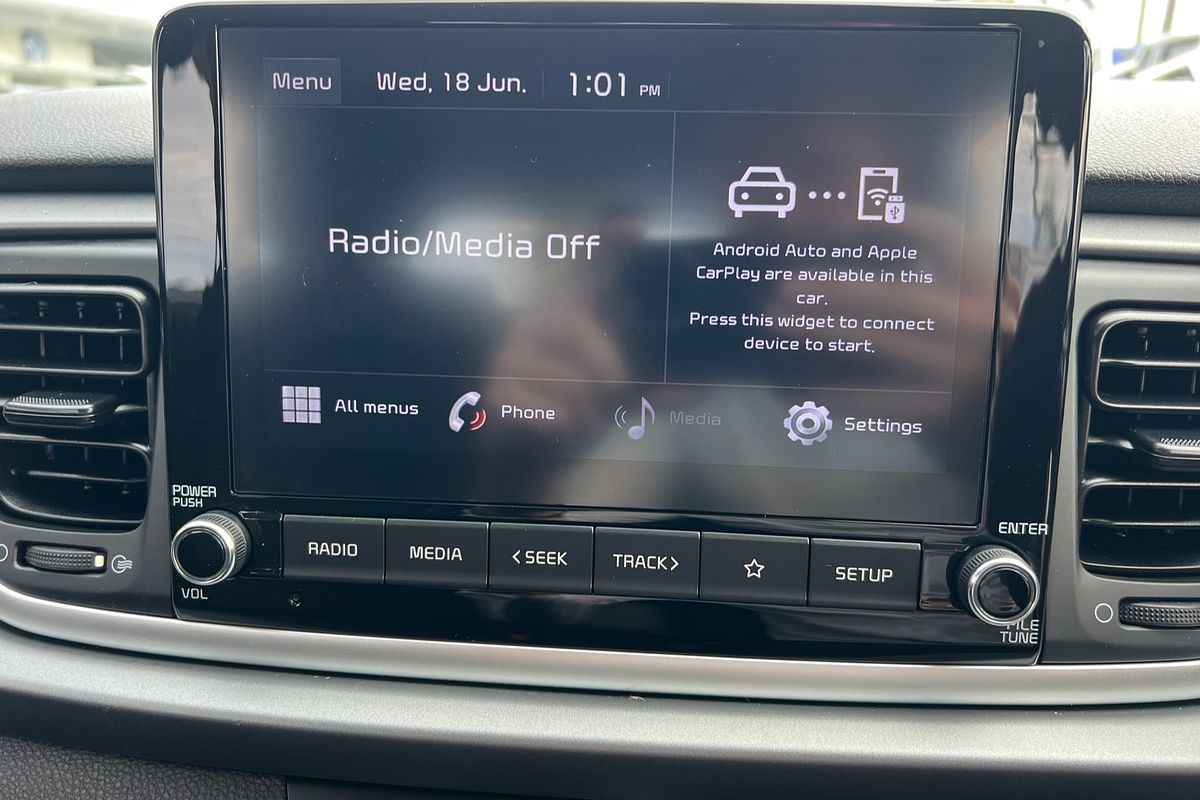 Menu Wed, 18 Jun. 1:01 PM
Radio/Media Off
Android Auto and Apple
CarPlay are available in this
car.
Press this widget to connect
device to start.
All menus Phone Media Settings
POWER
PUSH
VOL
RADIO MEDIA <SEEK TRACK> SETUP
ENTER
FILE
TUNE